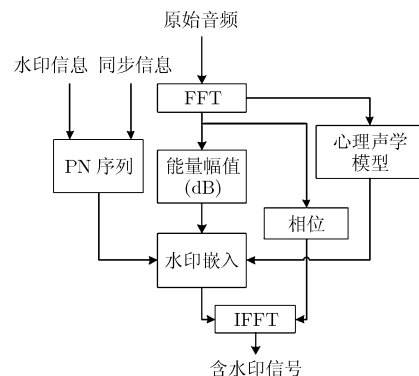 原始音频
水印信息 同步信息
FFT
PN 序列
能量幅值
(dB)
心理声学
模型
相位
水印嵌入
IFFT
含水印信号